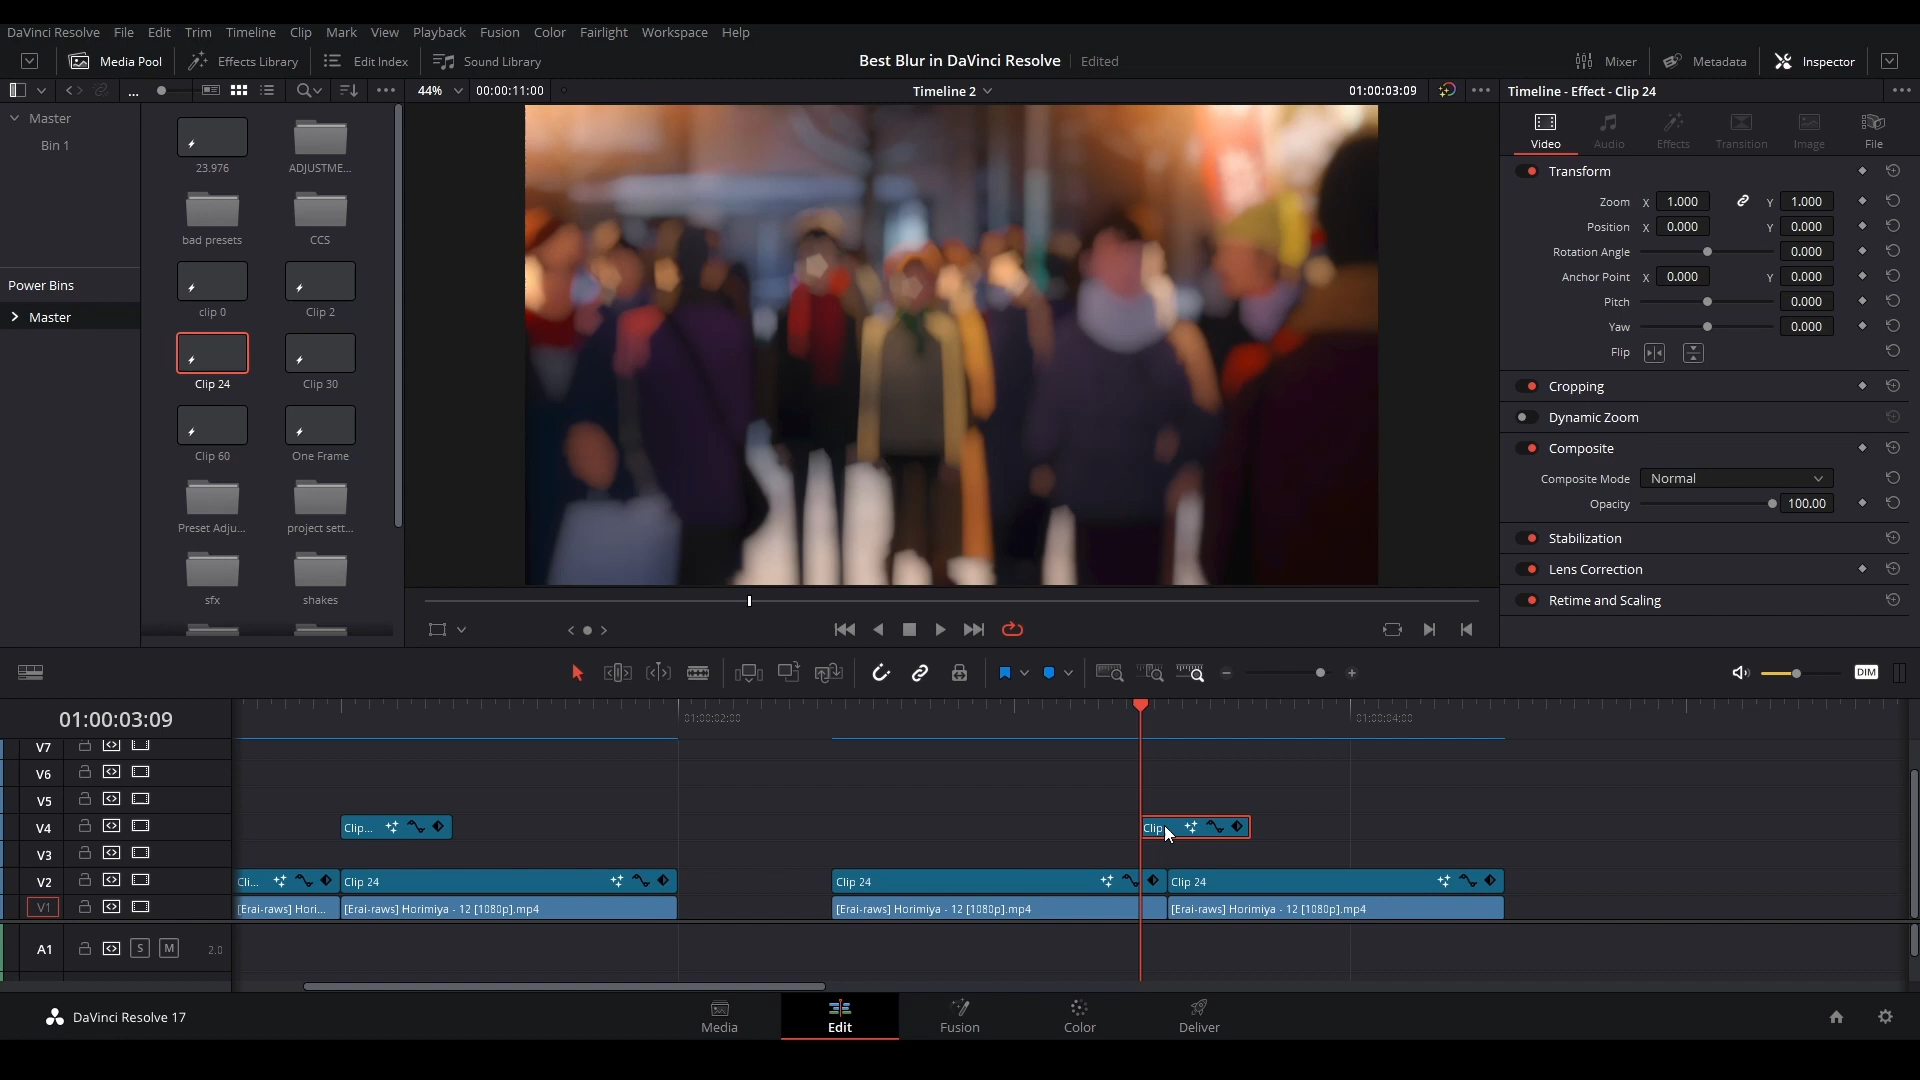 DaVinci Resolve File Edit Trim Timeline Clip Mark View Playback Fusion Color Fairlight Workspace Help
Media Pool Effects Library Edit Index Sound Library Best Blur in DaVinci Resolve Edited Mixer Metadata Inspector
... 44% 00:00:11:00 Timeline 2 01:00:03:09 Timeline - Effect - Clip 24
Master
Bin 1
Power Bins
Master
23.976 ADJUSTME...
bad presets CCS
clip 0 Clip 2
Clip 24 Clip 30
Clip 60 One Frame
Preset Adju... project sett...
sfx shakes
Video Audio Effects Transition Image File
Transform
Zoom X 1.000 Y 1.000
Position X 0.000 Y 0.000
Rotation Angle 0.000
Anchor Point X 0.000 Y 0.000
Pitch 0.000
Yaw 0.000
Flip
Cropping
Dynamic Zoom
Composite
Composite Mode Normal
Opacity 100.00
Stabilization
Lens Correction
Retime and Scaling
DIM
01:00:03:09 01:00:02:00 01:00:04:00
V7
V6
V5
V4 Clip... Clip
V3
V2 Cli... Clip 24 Clip 24 Clip 24
V1 [Erai-raws] Hori... [Erai-raws] Horimiya - 12 [1080p].mp4 [Erai-raws] Horimiya - 12 [1080p].mp4 [Erai-raws] Horimiya - 12 [1080p].mp4
A1 S M 2.0
DaVinci Resolve 17 Media Edit Fusion Color Deliver